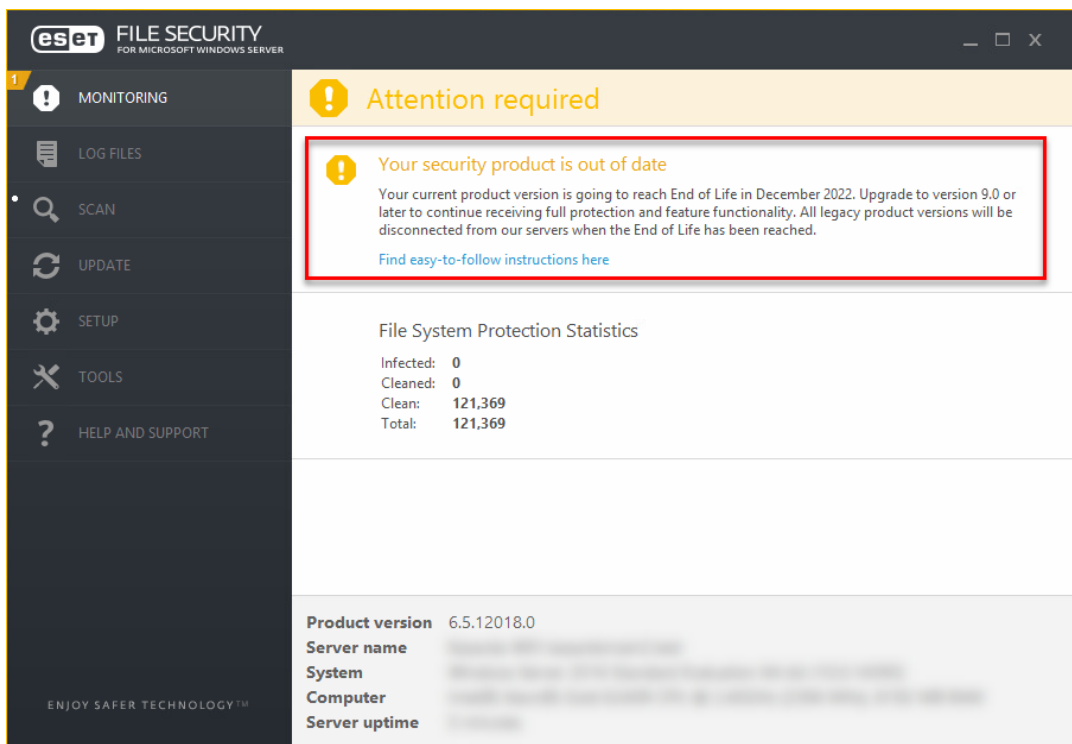 eset FILE SECURITY
FOR MICROSOFT WINDOWS SERVER
1
MONITORING
LOG FILES
SCAN
UPDATE
SETUP
TOOLS
HELP AND SUPPORT
ENJOY SAFER TECHNOLOGY™
Attention required
Your security product is out of date
Your current product version is going to reach End of Life in December 2022. Upgrade to version 9.0 or
later to continue receiving full protection and feature functionality. All legacy product versions will be
disconnected from our servers when the End of Life has been reached.
Find easy-to-follow instructions here
File System Protection Statistics
Infected: 0
Cleaned: 0
Clean: 121,369
Total: 121,369
Product version 6.5.12018.0
Server name
System
Computer
Server uptime